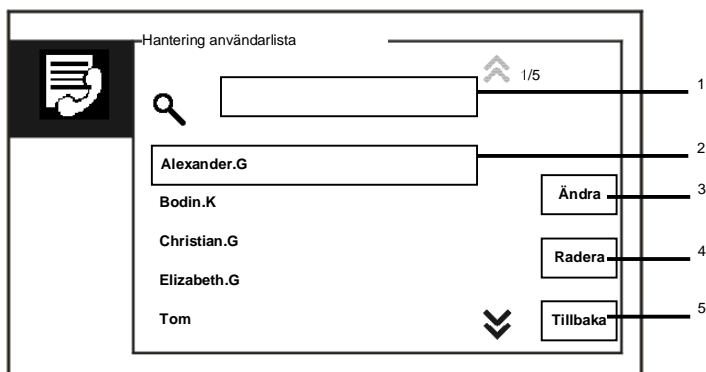 Hantering användarlista
1/5
1
Alexander.G
2
Bodin.K
Ändra
3
Christian.G
Radera
4
Elizabeth.G
Tom
Tillbaka
5